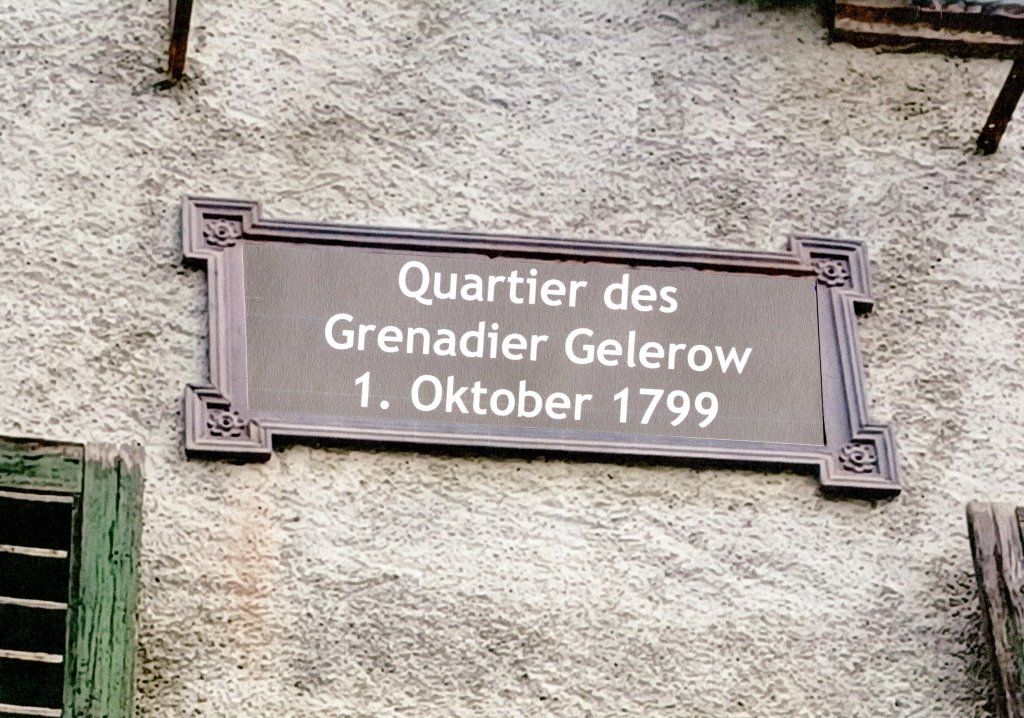 Quartier des
Grenadier Gelerow
1. Oktober 1799